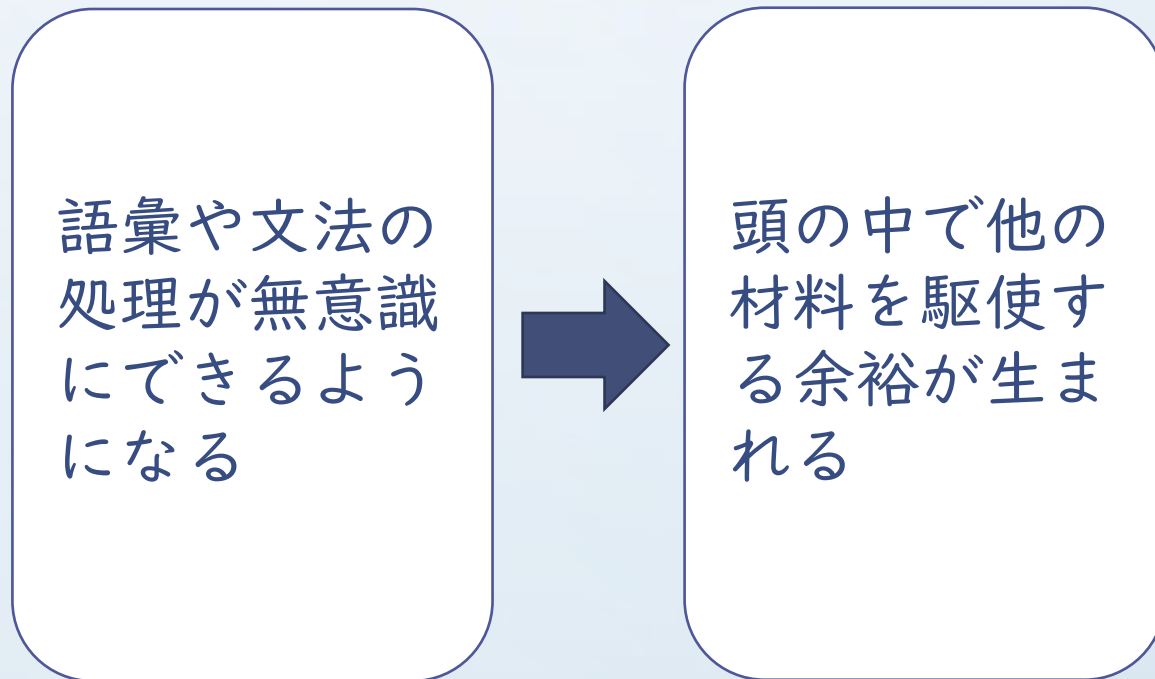 語彙や文法の
処理が無意識
にできるよう
になる
頭の中で他の
材料を駆使す
る余裕が生ま
れる